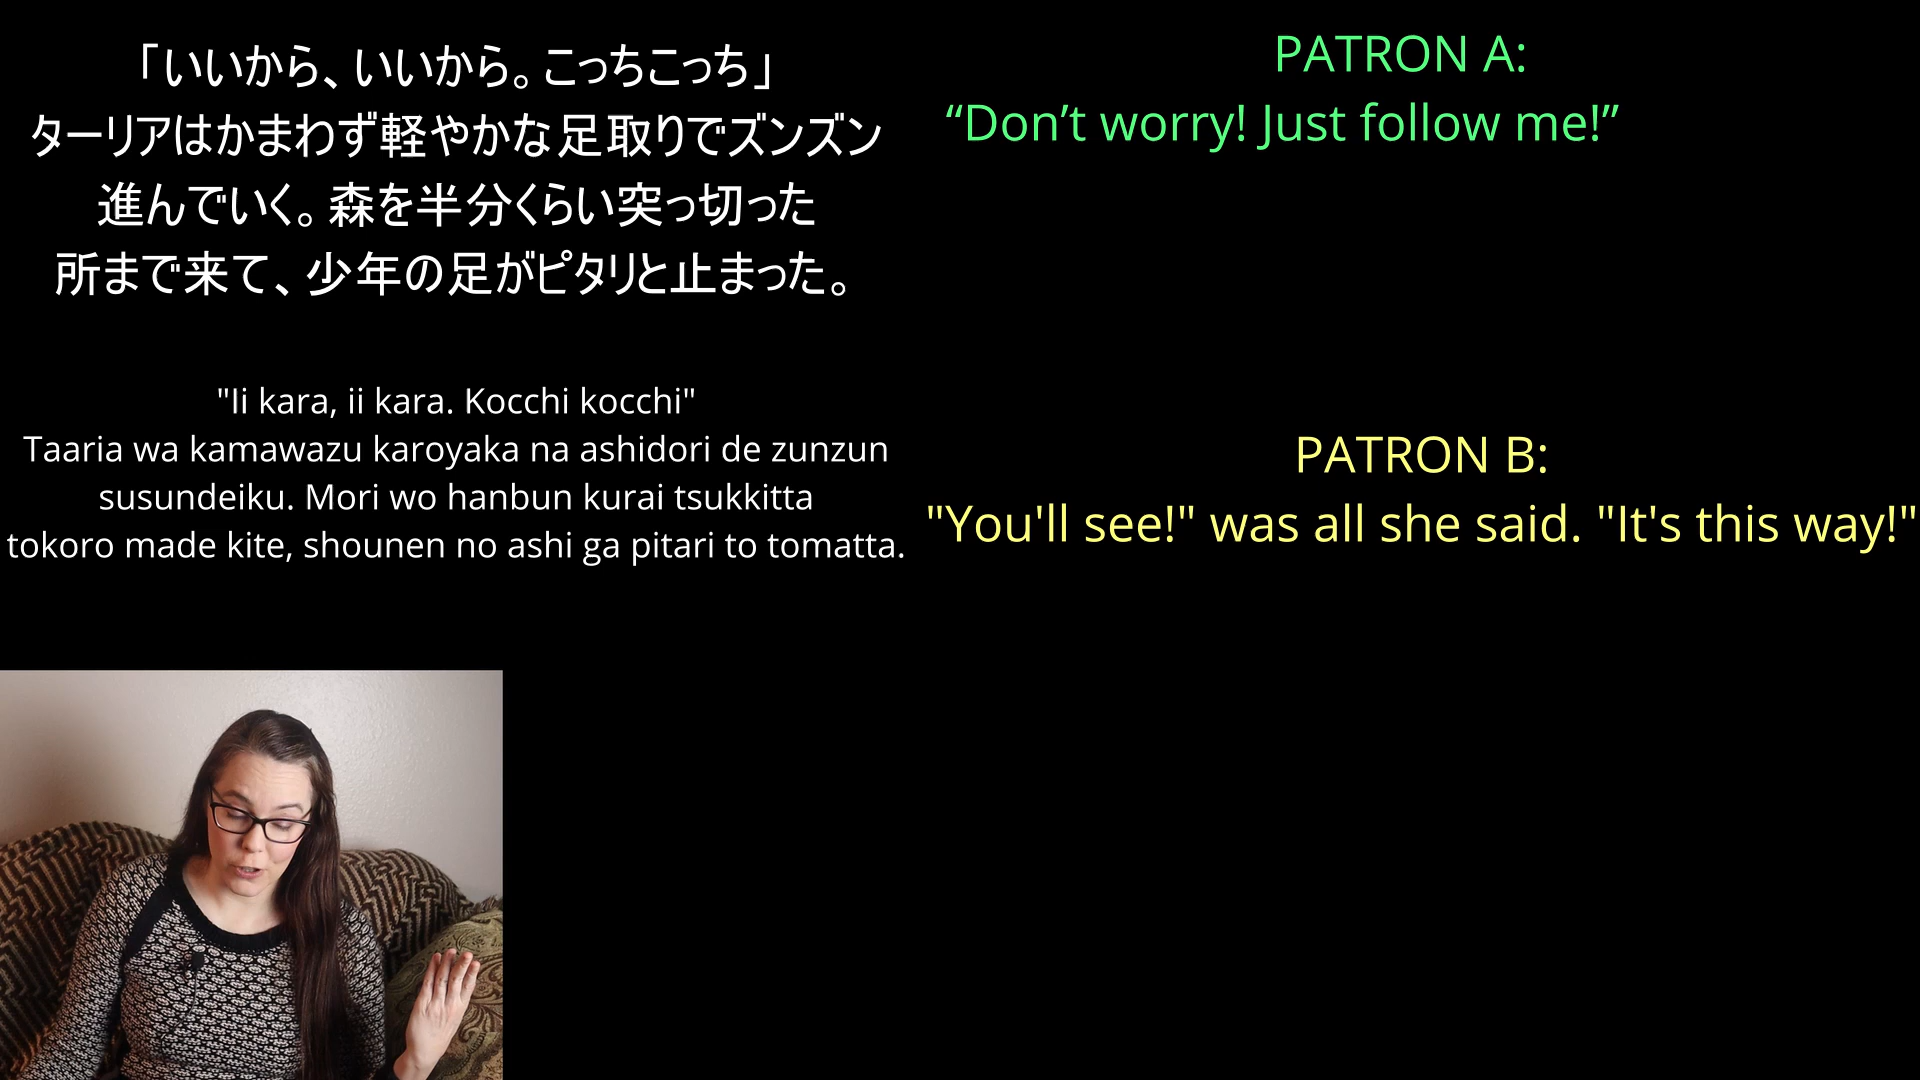 「いいから、いいから。こっちこっち」
ターリアはかまわず軽やかな足取りでズンズン
進んでいく。森を半分くらい突っ切った
所まで来て、少年の足がピタリと止まった。
"Ii kara, ii kara. Kocchi kocchi"
Taaria wa kamawazu karoyaka na ashidori de zunzun
susundeiku. Mori wo hanbun kurai tsukkitta
tokoro made kite, shounen no ashi ga pitari to tomatta.
PATRON A:
“Don’t worry! Just follow me!”
PATRON B:
"You'll see!" was all she said. "It's this way!"